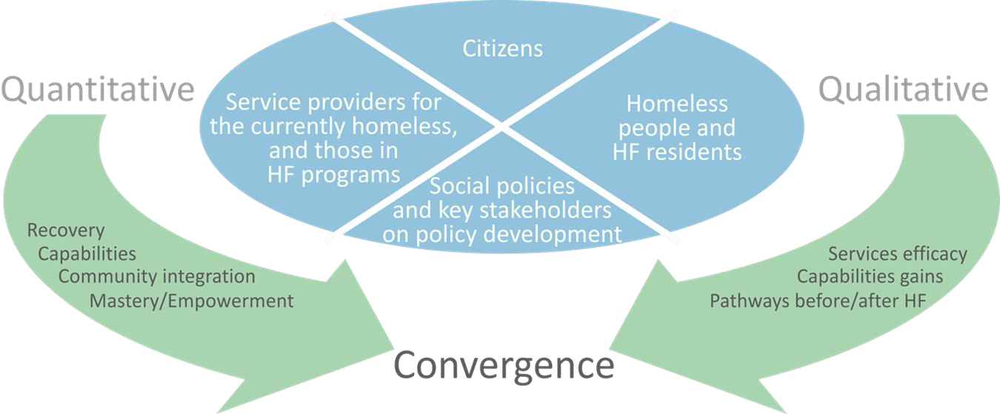 Citizens
Quantitative
Qualitative
Service providers for
the currently homeless,
and those in
HF programs
Homeless
people and
HF residents
Social policies
and key stakeholders
on policy development
Recovery
Capabilities
Community integration
Mastery/Empowerment
Services efficacy
Capabilities gains
Pathways before/after HF
Convergence